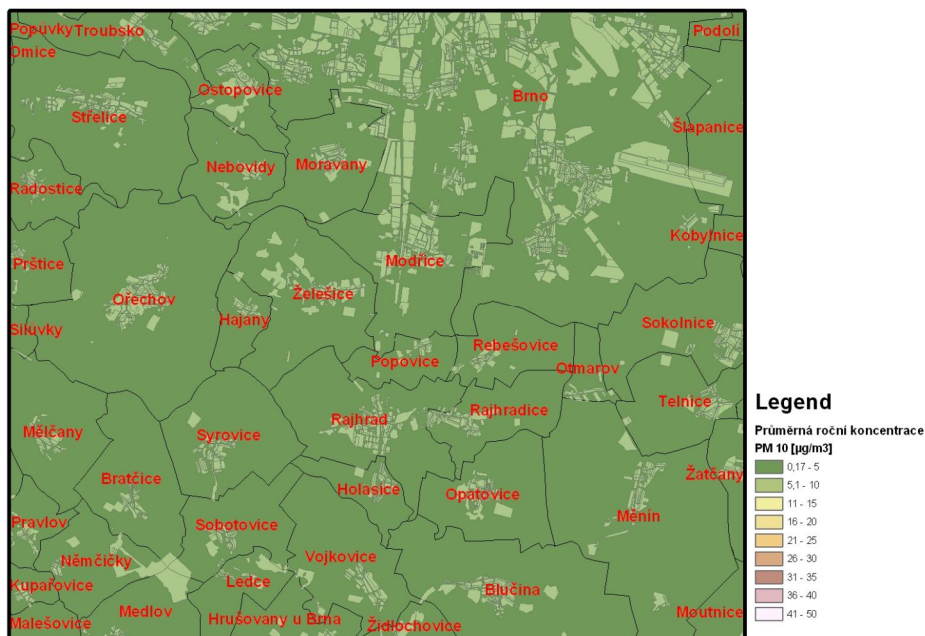 Popůvky
Troubsko
Podolí
Omice
Ostopovice
Brno
Střelice
Šlapanice
Nebovidy
Moravany
Radostice
Kobylnice
Modřice
Prštice
Ořechov
Želešice
Hajany
Silůvky
Sokolnice
Rebešovice
Popovice
Otmarov
Telnice
Rajhrad
Rajhradice
Mělčany
Syrovice
Bratčice
Žatčany
Holasice
Opatovice
Měnín
Pravlov
Sobotovice
Němčičky
Vojkovice
Kupařovice
Ledce
Blučina
Medlov
Moutnice
Malešovice
Hrušovany u Brna
Židlochovice
Legend
Průměrná roční koncentrace
PM 10 [µg/m3]
0,17 - 5
5,1 - 10
11 - 15
16 - 20
21 - 25
26 - 30
31 - 35
36 - 40
41 - 50